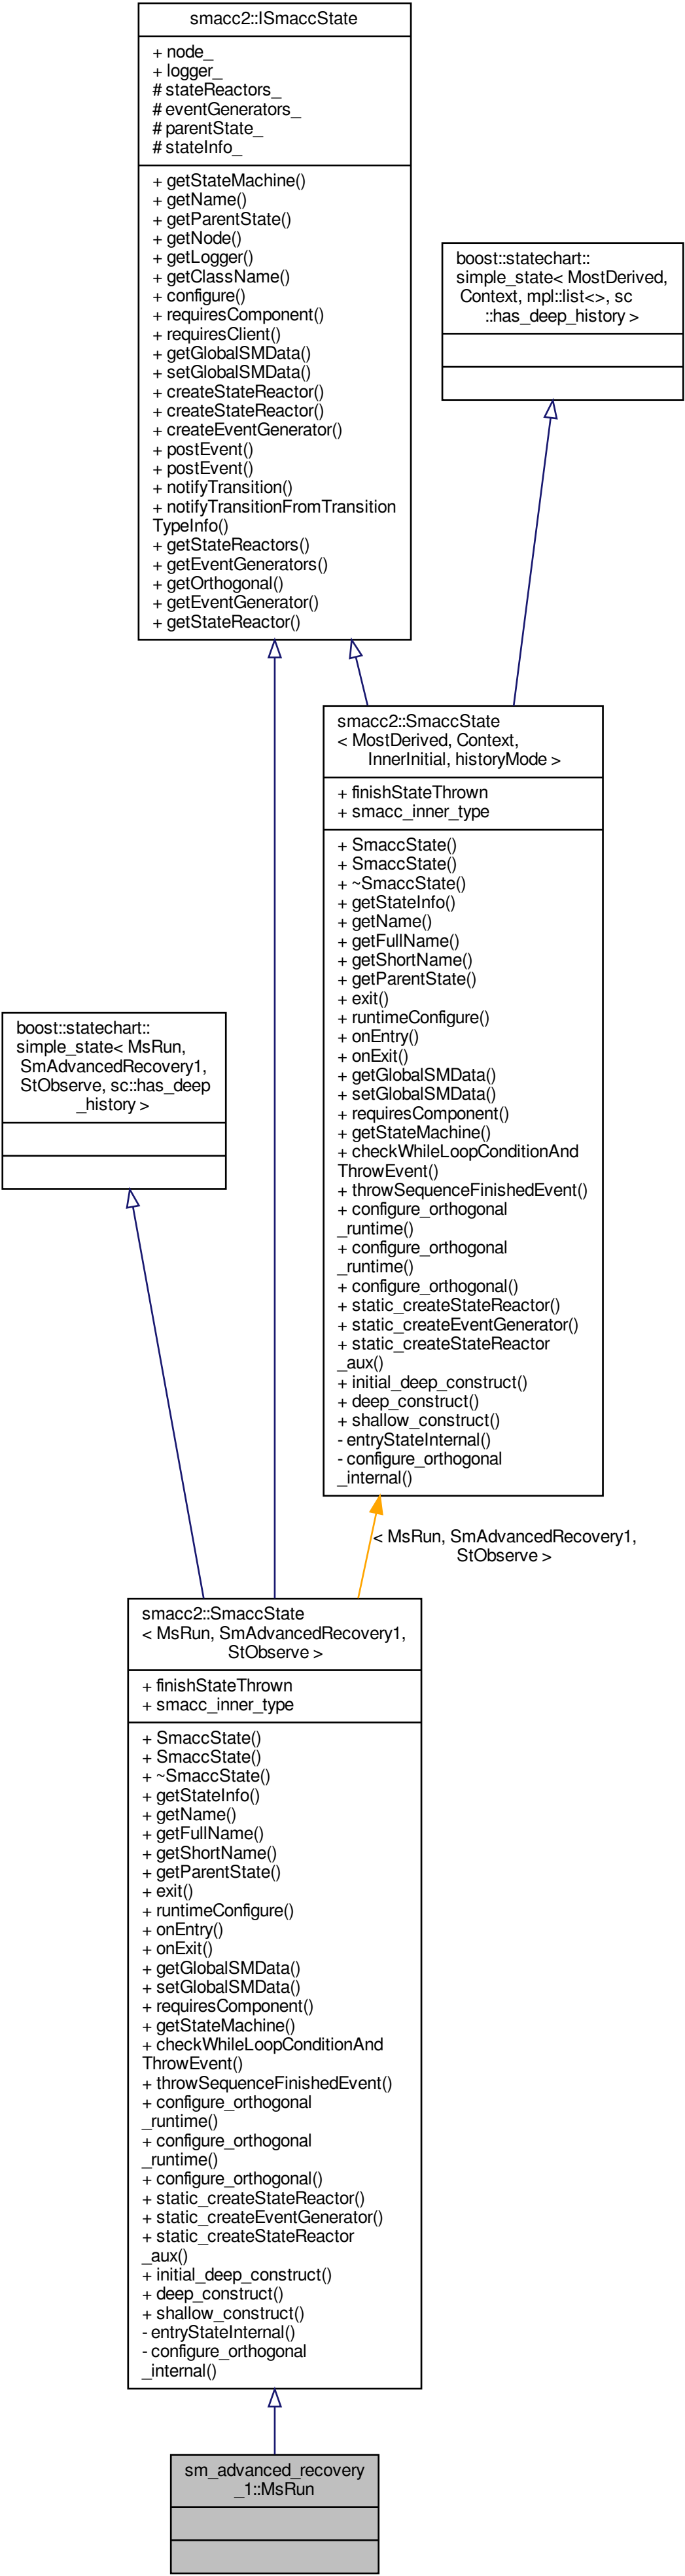 smacc2::ISmaccState
+ node_
+ logger_
# stateReactors_
# eventGenerators_
# parentState_
# stateInfo_
+ getStateMachine()
+ getName()
+ getParentState()
+ getNode()
+ getLogger()
+ getClassName()
+ configure()
+ requiresComponent()
+ requiresClient()
+ getGlobalSMData()
+ setGlobalSMData()
+ createStateReactor()
+ createStateReactor()
+ createEventGenerator()
+ postEvent()
+ postEvent()
+ notifyTransition()
+ notifyTransitionFromTransition
TypeInfo()
+ getStateReactors()
+ getEventGenerators()
+ getOrthogonal()
+ getEventGenerator()
+ getStateReactor()
boost::statechart::
simple_state< MostDerived,
Context, mpl::list<>, sc
::has_deep_history >
smacc2::SmaccState
< MostDerived, Context,
InnerInitial, historyMode >
+ finishStateThrown
+ smacc_inner_type
+ SmaccState()
+ SmaccState()
+ ~SmaccState()
+ getStateInfo()
+ getName()
+ getFullName()
+ getShortName()
+ getParentState()
+ exit()
+ runtimeConfigure()
+ onEntry()
+ onExit()
+ getGlobalSMData()
+ setGlobalSMData()
+ requiresComponent()
+ getStateMachine()
+ checkWhileLoopConditionAnd
ThrowEvent()
+ throwSequenceFinishedEvent()
+ configure_orthogonal
_runtime()
+ configure_orthogonal
_runtime()
+ configure_orthogonal()
+ static_createStateReactor()
+ static_createEventGenerator()
+ static_createStateReactor
_aux()
+ initial_deep_construct()
+ deep_construct()
+ shallow_construct()
- entryStateInternal()
- configure_orthogonal
_internal()
boost::statechart::
simple_state< MsRun,
SmAdvancedRecovery1,
StObserve, sc::has_deep
_history >
< MsRun, SmAdvancedRecovery1,
StObserve >
smacc2::SmaccState
< MsRun, SmAdvancedRecovery1,
StObserve >
+ finishStateThrown
+ smacc_inner_type
+ SmaccState()
+ SmaccState()
+ ~SmaccState()
+ getStateInfo()
+ getName()
+ getFullName()
+ getShortName()
+ getParentState()
+ exit()
+ runtimeConfigure()
+ onEntry()
+ onExit()
+ getGlobalSMData()
+ setGlobalSMData()
+ requiresComponent()
+ getStateMachine()
+ checkWhileLoopConditionAnd
ThrowEvent()
+ throwSequenceFinishedEvent()
+ configure_orthogonal
_runtime()
+ configure_orthogonal
_runtime()
+ configure_orthogonal()
+ static_createStateReactor()
+ static_createEventGenerator()
+ static_createStateReactor
_aux()
+ initial_deep_construct()
+ deep_construct()
+ shallow_construct()
- entryStateInternal()
- configure_orthogonal
_internal()
sm_advanced_recovery
_1::MsRun